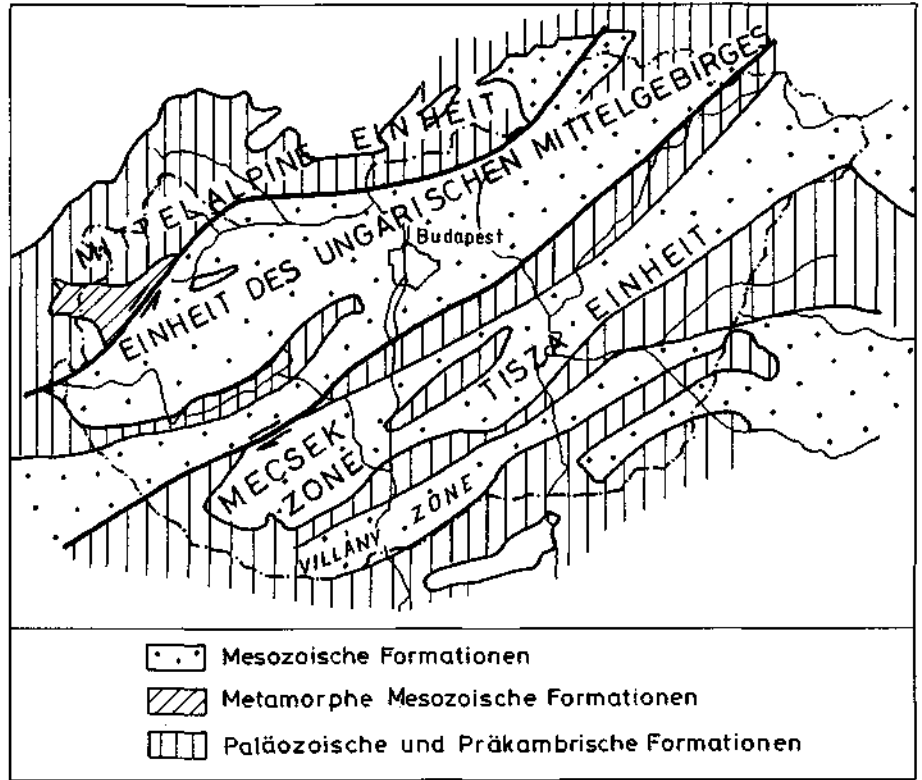 MITTELALPINE EINHEIT
EINHEIT DES UNGARISCHEN MITTELGEBIRGES
Budapest
TISZA EINHEIT
MECSEK
ZONE
VILLÁNY ZONE
Mesozoische Formationen
Metamorphe Mesozoische Formationen
Paläozoische und Präkambrische Formationen